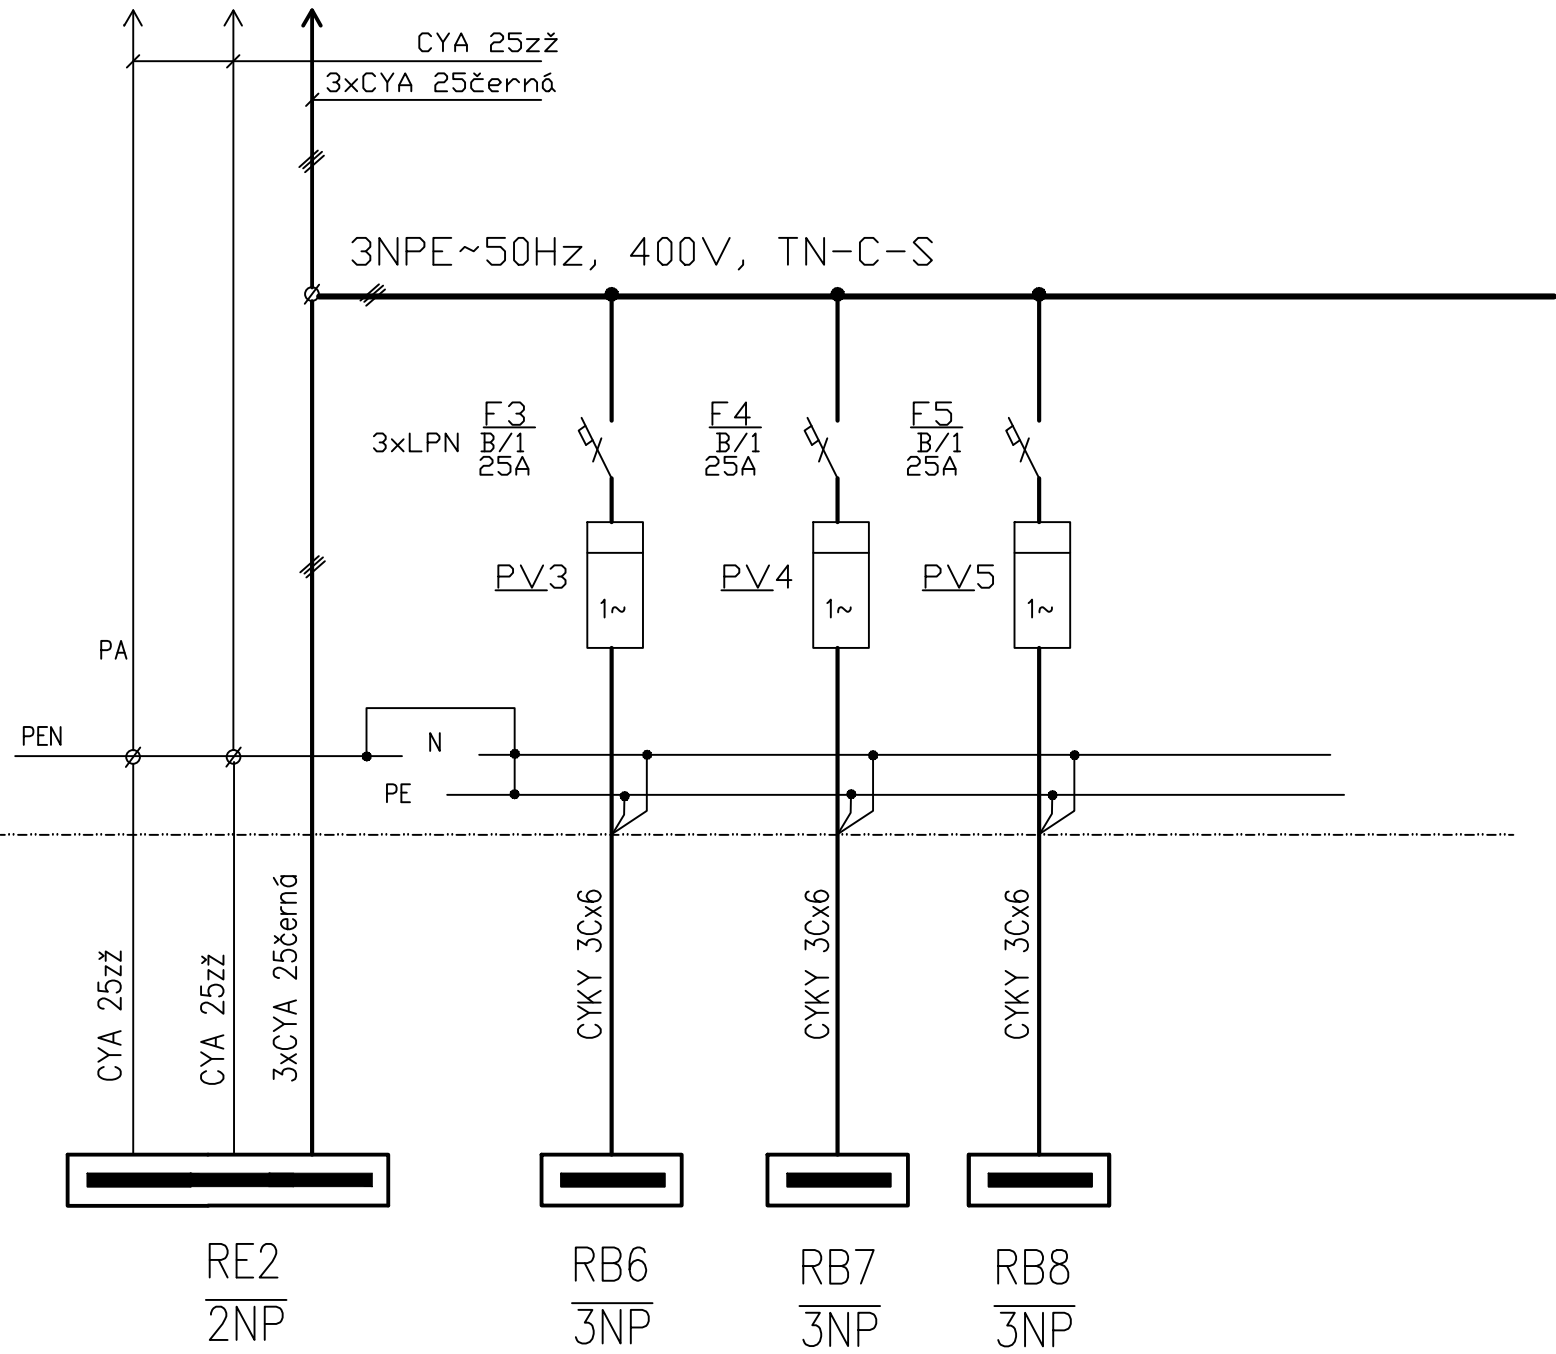 CYA 25zž
3xCYA 25černá
3NPE~50Hz, 400V, TN-C-S
F3
F4
F5
3xLPN
B/1
B/1
B/1
25A
25A
25A
PV3
PV4
PV5
1~
1~
1~
PA
PEN
N
PE
CYA 25zž
CYA 25zž
3xCYA 25černá
CYKY 3Cx6
CYKY 3Cx6
CYKY 3Cx6
RE2
2NP
RB6
3NP
RB7
3NP
RB8
3NP